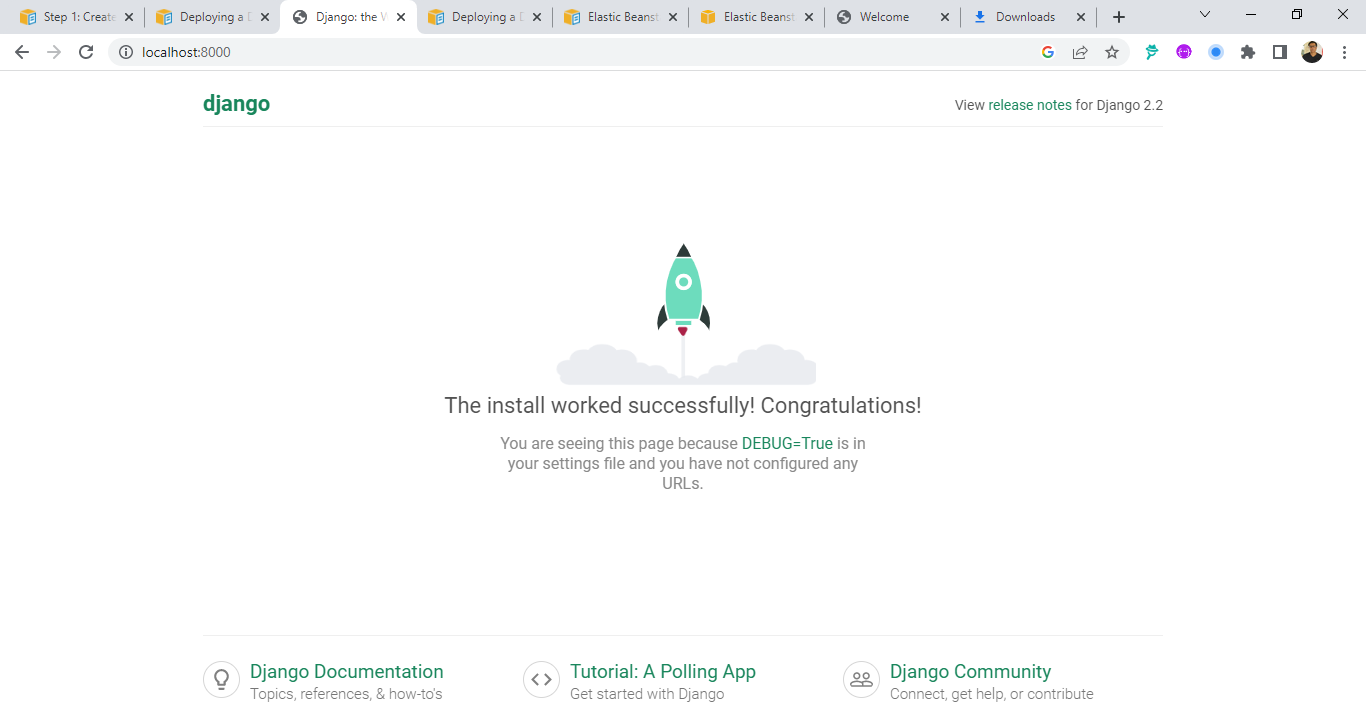 Step 1: Create
Deploying a
Django: the
Deploying a
Elastic Beanst
Elastic Beanst
Welcome
Downloads
localhost:8000
django
View release notes for Django 2.2
The install worked successfully! Congratulations!
You are seeing this page because DEBUG=True is in
your settings file and you have not configured any
URLs.
Django Documentation
Topics, references, & how-to's
Tutorial: A Polling App
Get started with Django
Django Community
Connect, get help, or contribute